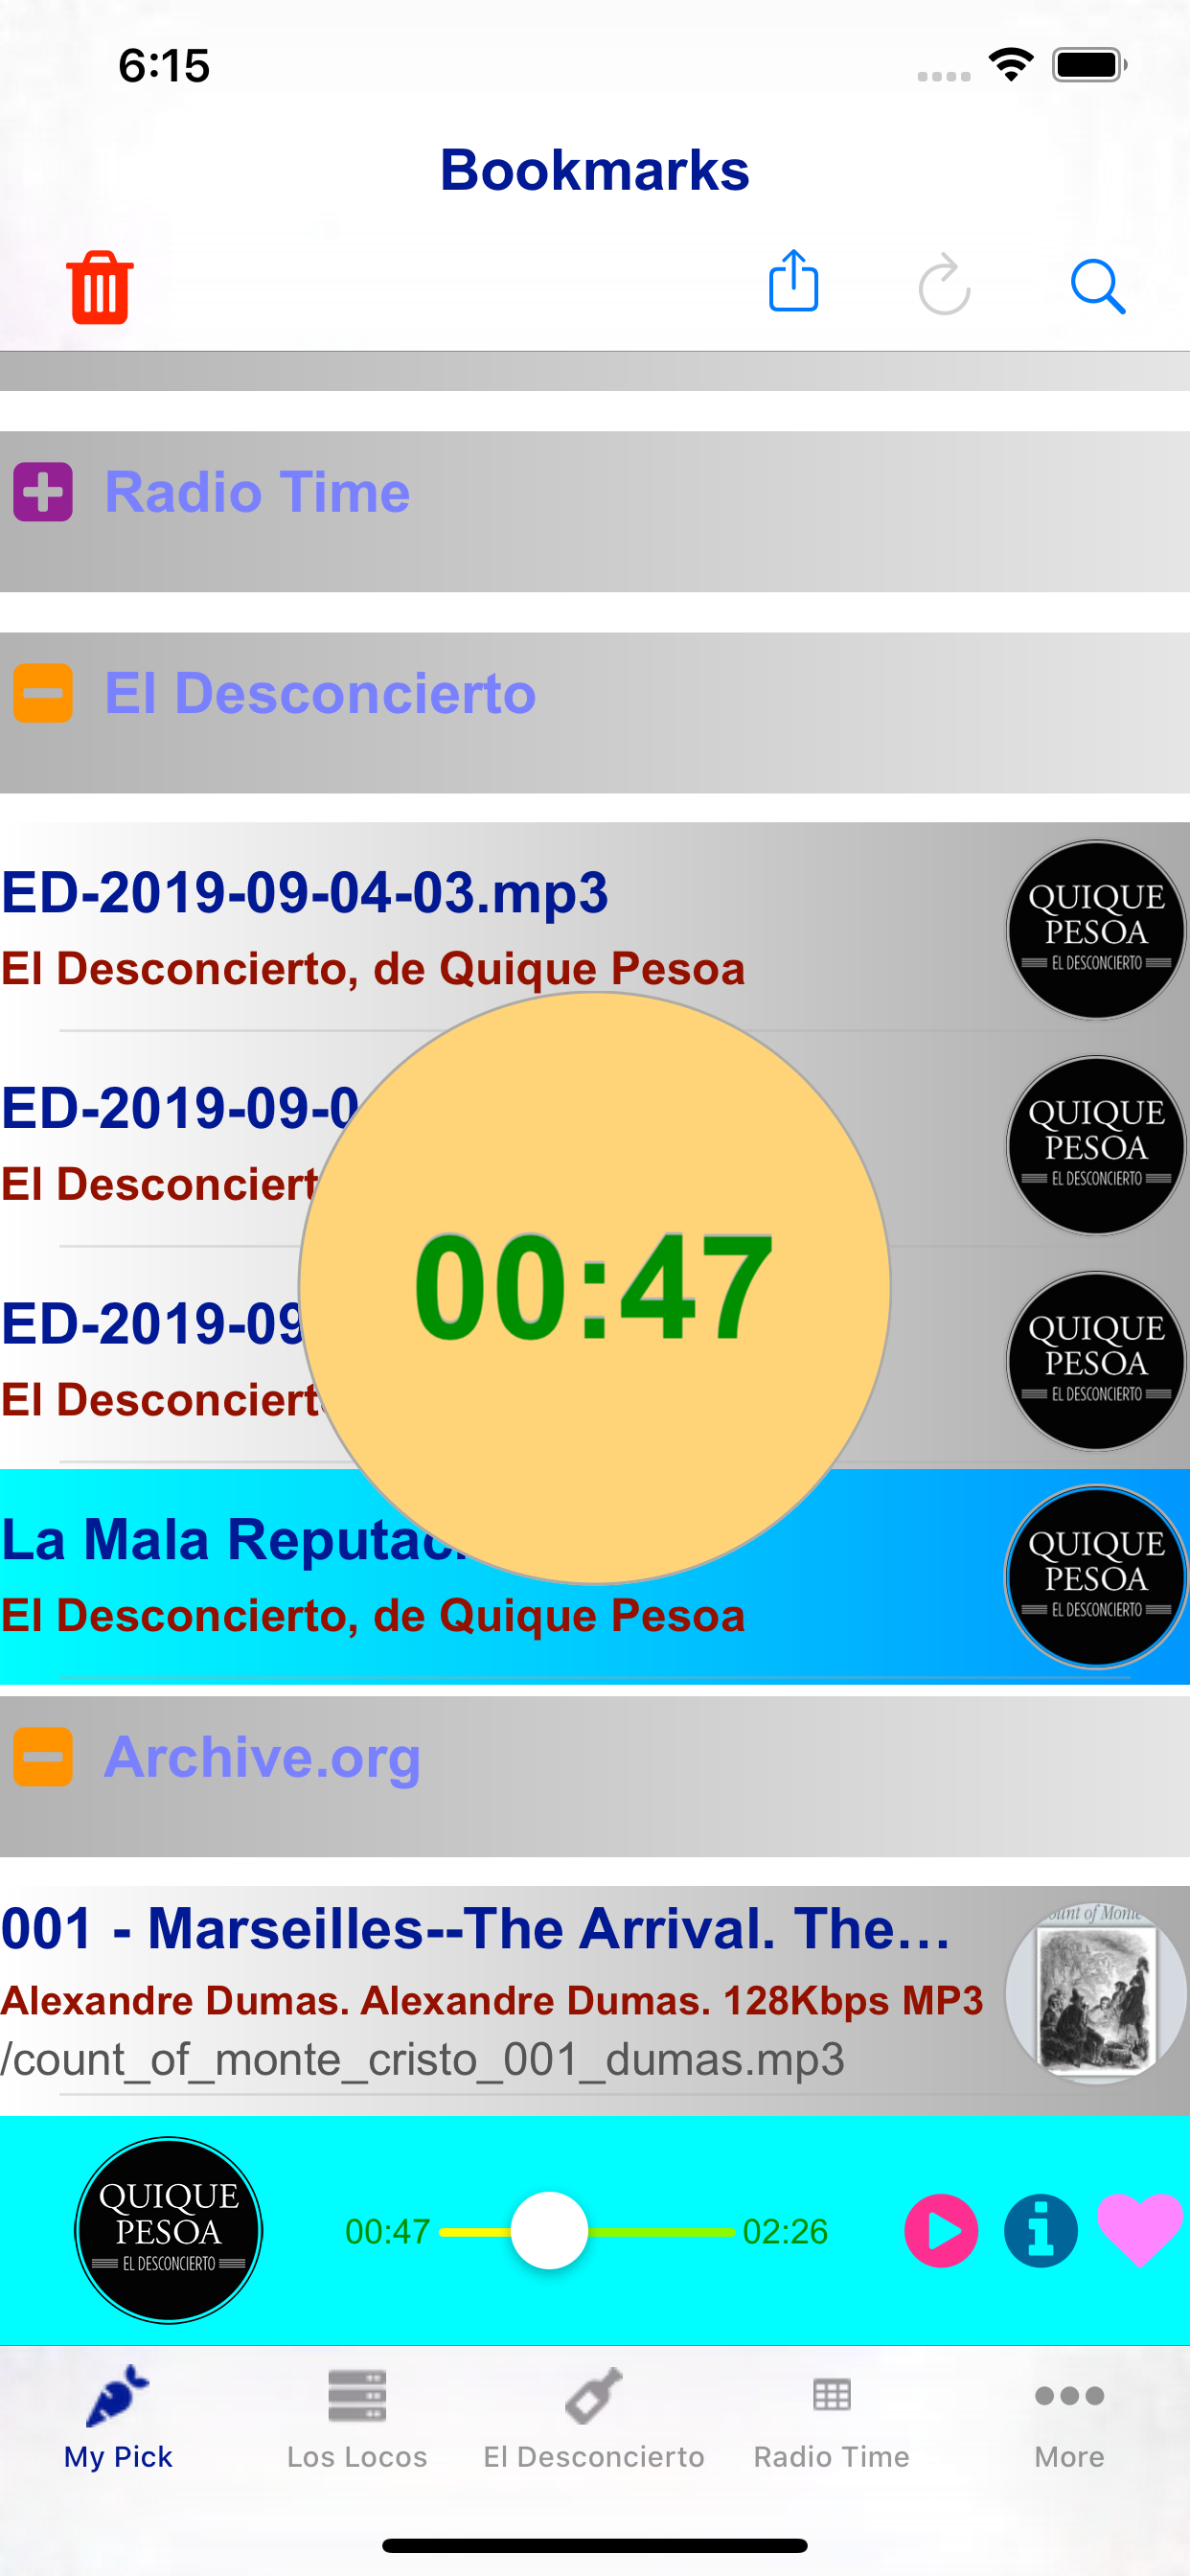 6:15
Bookmarks
Radio Time
El Desconcierto
ED-2019-09-04-03.mp3
El Desconcierto, de Quique Pesoa
QUIQUE
PESOA
EL DESCONCIERTO
ED-2019-09-0
El Desconciert
QUIQUE
PESOA
EL DESCONCIERTO
00:47
ED-2019-09
El Desconciert
QUIQUE
PESOA
EL DESCONCIERTO
La Mala Reputac
El Desconcierto, de Quique Pesoa
QUIQUE
PESOA
EL DESCONCIERTO
Archive.org
001 - Marseilles--The Arrival. The...
Alexandre Dumas. Alexandre Dumas. 128Kbps MP3
/count_of_monte_cristo_001_dumas.mp3
ount of Monte
QUIQUE
PESOA
EL DESCONCIERTO
00:47
02:26
My Pick
Los Locos
El Desconcierto
Radio Time
More